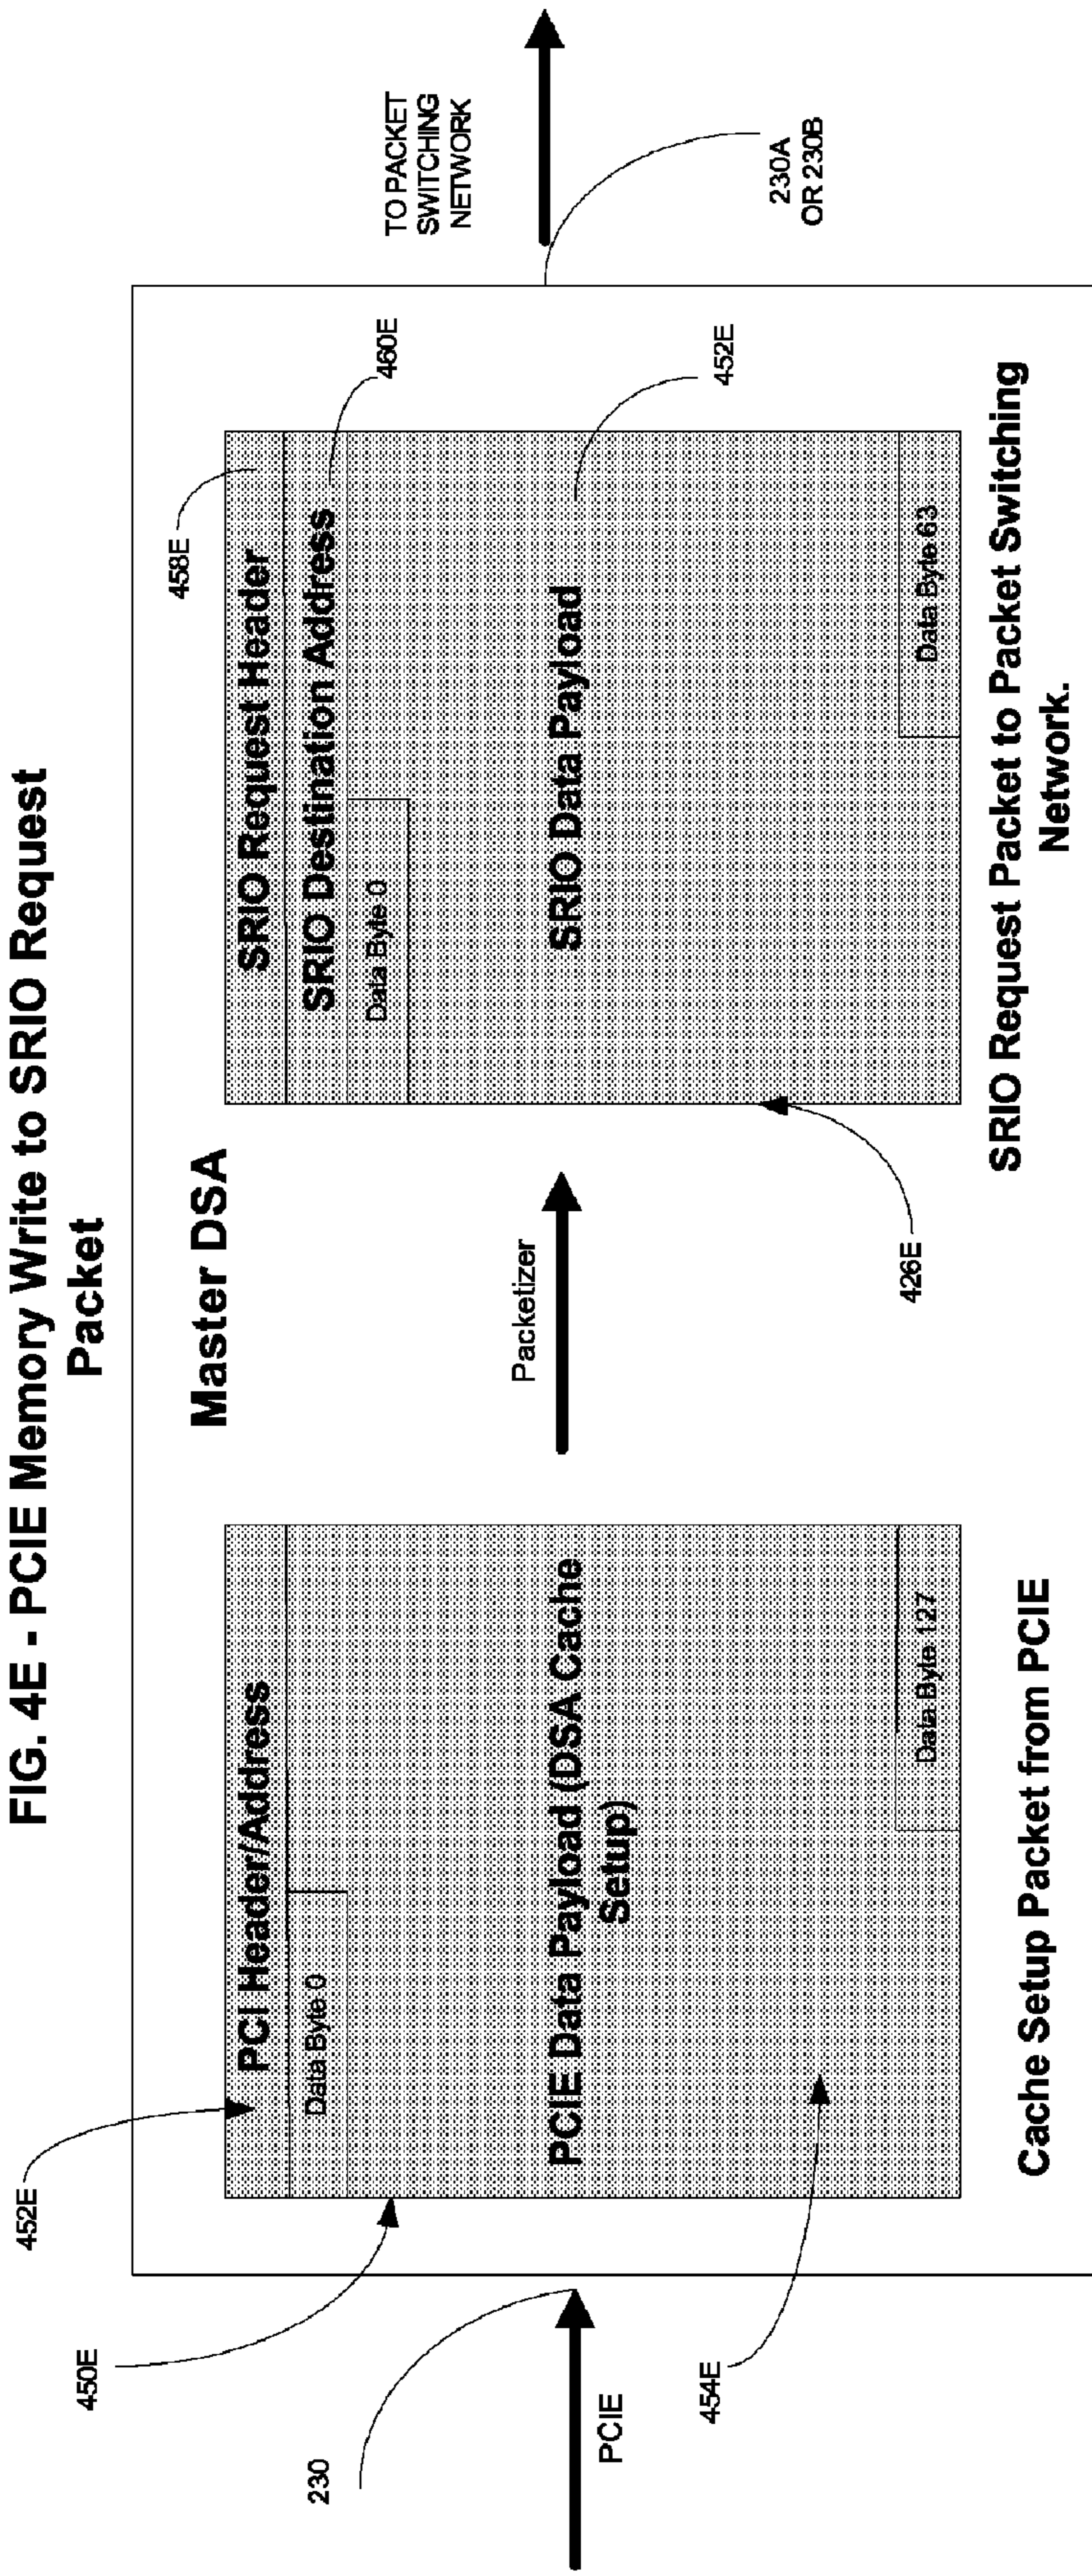 FIG. 4E - PCIE Memory Write to SRIO Request
Packet
Master DSA
230
PCIE
450E
452E
PCI Header/Address
Data Byte 0
PCIE Data Payload (DSA Cache
Setup)
Data Byte 127
454E
Cache Setup Packet from PCIE
Packetizer
426E
458E
SRIO Request Header
460E
SRIO Destination Address
Data Byte 0
SRIO Data Payload
452E
Data Byte 63
SRIO Request Packet to Packet Switching
Network.
TO PACKET
SWITCHING
NETWORK
230A
OR 230B